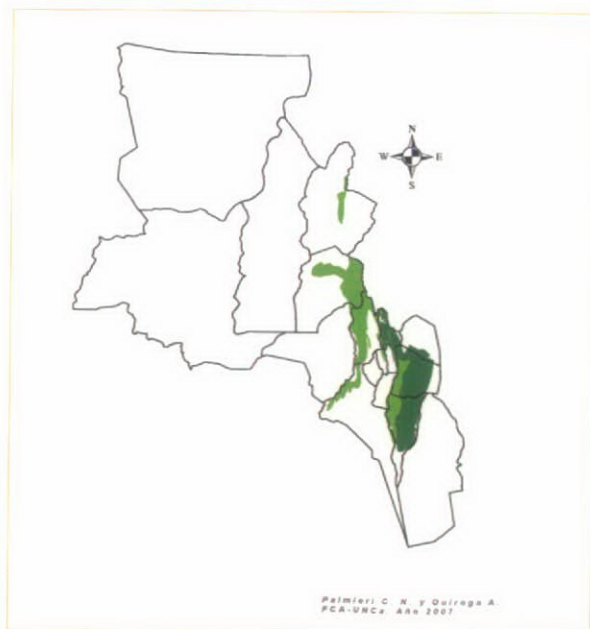 N
W E
S
Palmieri C. N. y Quiroga A.
FCA-UNCa. Año 2007